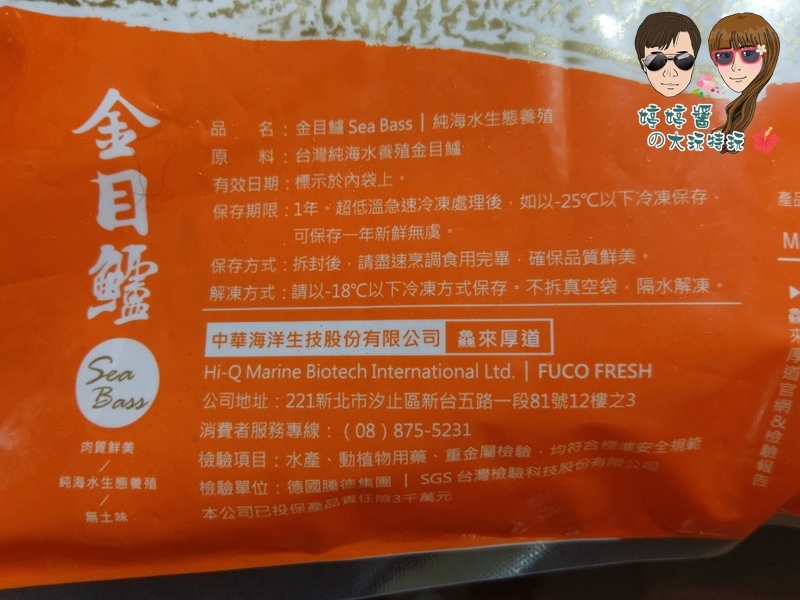 婷婷醬
の大玩特玩
金目鱸
Sea
Bass
肉質鮮美
/
純海水生態養殖
/
無土味
品 名：金目鱸 Sea Bass | 純海水生態養殖
原 料：台灣純海水養殖金目鱸
有效日期：標示於內袋上。
保存期限：1年。超低溫急速冷凍處理後，如以-25°C以下冷凍保存，
可保存一年新鮮無虞。
保存方式：拆封後，請盡速烹調食用完畢，確保品質鮮美。
解凍方式：請以-18°C以下冷凍方式保存。不拆真空袋，隔水解凍。
中華海洋生技股份有限公司 鱻來厚道
Hi-Q Marine Biotech International Ltd. | FUCO FRESH
公司地址：221新北市汐止區新台五路一段81號12樓之3
消費者服務專線：（08）875-5231
檢驗項目：水產、動植物用藥、重金屬檢驗，均符合標準安全規範
檢驗單位：德國騰德集團 | SGS 台灣檢驗科技股份有限公司
本公司已投保產品責任險3千萬元
產品
M
鱻來厚道官網&檢驗報告